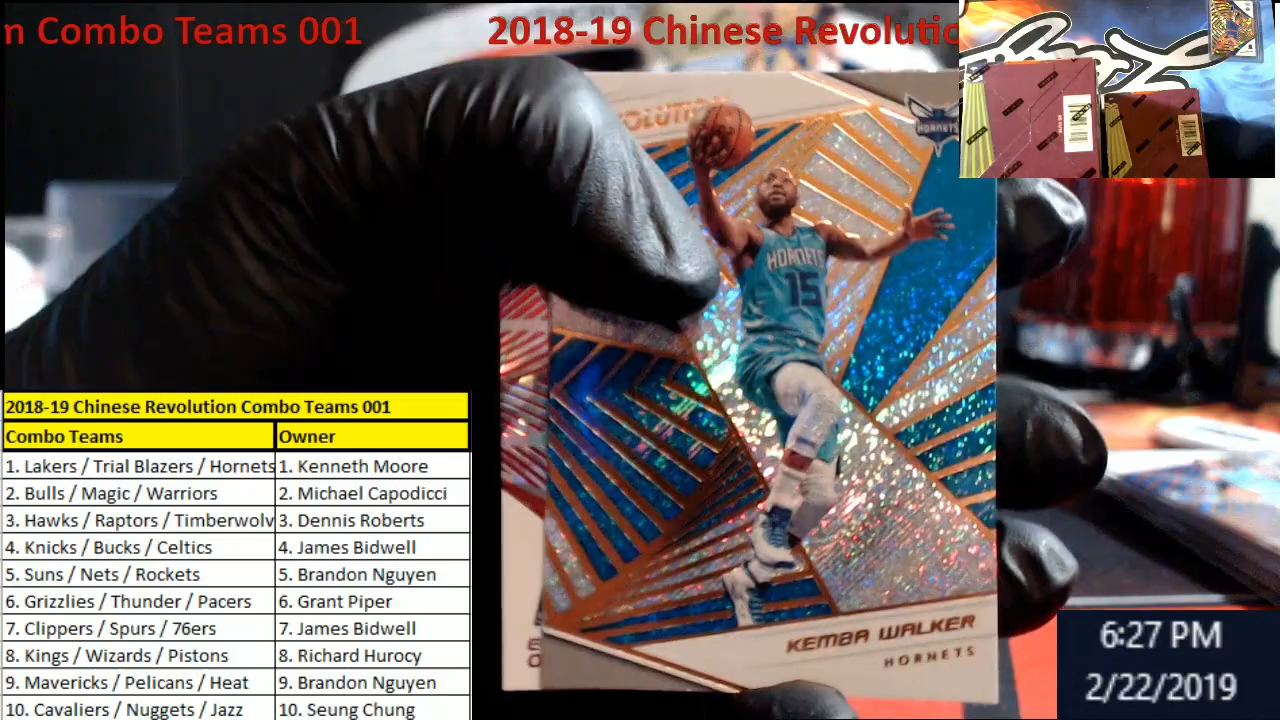 n Combo Teams 001
2018-19 Chinese Revolutio
HORNETS
HORNETS
15
KEMBA WALKER
HORNETS
2018-19 Chinese Revolution Combo Teams 001
Combo Teams Owner
1. Lakers / Trial Blazers / Hornets 1. Kenneth Moore
2. Bulls / Magic / Warriors 2. Michael Capodicci
3. Hawks / Raptors / Timberwolv 3. Dennis Roberts
4. Knicks / Bucks / Celtics 4. James Bidwell
5. Suns / Nets / Rockets 5. Brandon Nguyen
6. Grizzlies / Thunder / Pacers 6. Grant Piper
7. Clippers / Spurs / 76ers 7. James Bidwell
8. Kings / Wizards / Pistons 8. Richard Hurocy
9. Mavericks / Pelicans / Heat 9. Brandon Nguyen
10. Cavaliers / Nuggets / Jazz 10. Seung Chung
6:27 PM
2/22/2019